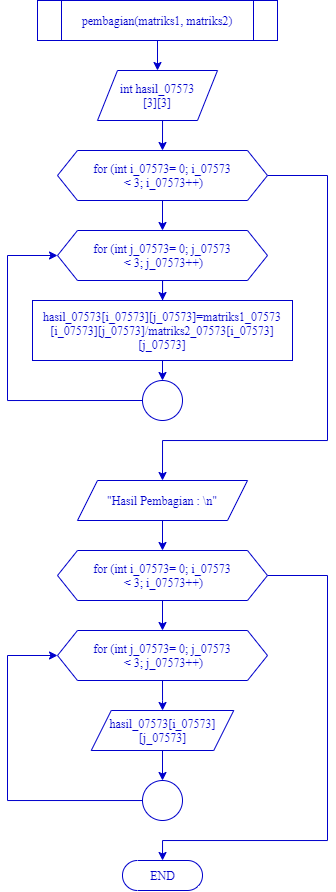 pembagian(matriks1, matriks2)
int hasil_07573
[3][3]
for (int i_07573= 0; i_07573
< 3; i_07573++)
for (int j_07573= 0; j_07573
< 3; j_07573++)
hasil_07573[i_07573][j_07573]=matriks1_07573
[i_07573][j_07573]/matriks2_07573[i_07573]
[j_07573]
"Hasil Pembagian : \n"
for (int i_07573= 0; i_07573
< 3; i_07573++)
for (int j_07573= 0; j_07573
< 3; j_07573++)
hasil_07573[i_07573]
[j_07573]
END